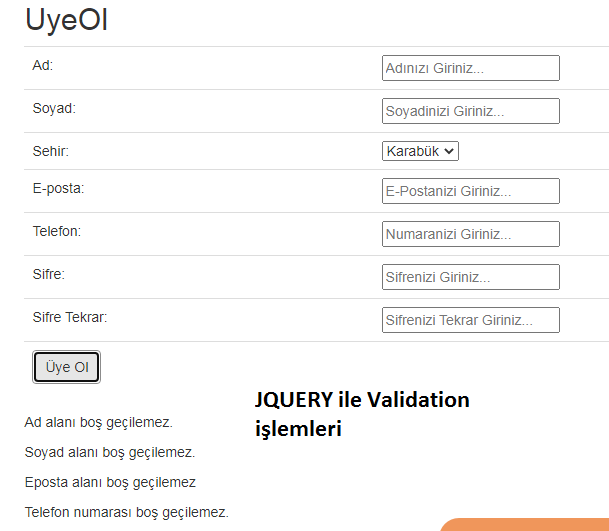 UyeOl
Ad: Adınızı Giriniz...
Soyad: Soyadinizi Giriniz...
Sehir: Karabük
E-posta: E-Postanizi Giriniz...
Telefon: Numaranizi Giriniz...
Sifre: Sifrenizi Giriniz...
Sifre Tekrar: Sifrenizi Tekrar Giriniz...
Üye Ol
JQUERY ile Validation
işlemleri
Ad alanı boş geçilemez.
Soyad alanı boş geçilemez.
Eposta alanı boş geçilemez
Telefon numarası boş geçilemez.